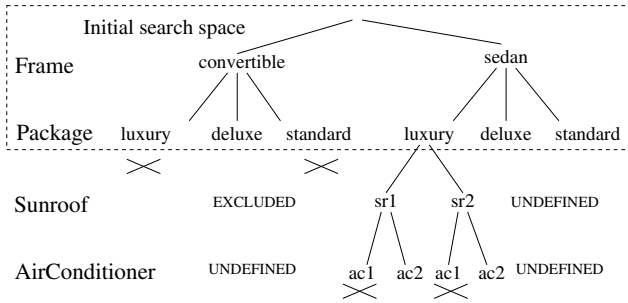 Initial search space
Frame convertible sedan
Package luxury deluxe standard luxury deluxe standard
Sunroof EXCLUDED sr1 sr2 UNDEFINED
AirConditioner UNDEFINED ac1 ac2 ac1 ac2 UNDEFINED